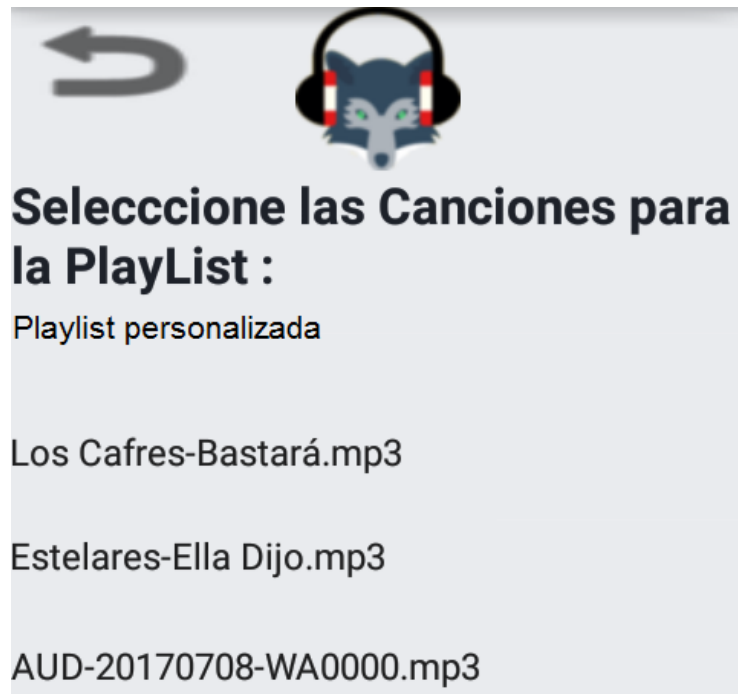 Selecccione las Canciones para
la PlayList :
Playlist personalizada
Los Cafres-Bastará.mp3
Estelares-Ella Dijo.mp3
AUD-20170708-WA0000.mp3